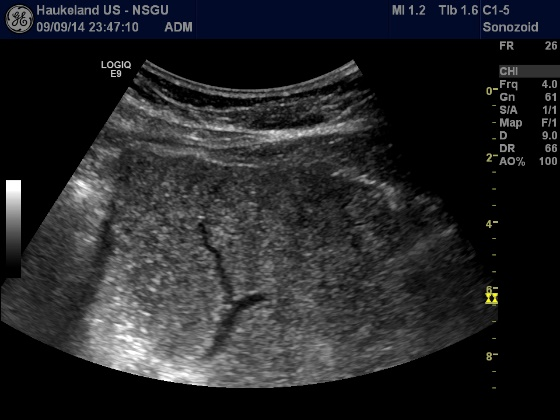 GE
Haukeland US - NSGU
09/09/14 23:47:10 ADM
MI 1.2 TIb 1.6
C1-5
Sonozoid
LOGIQ
E9
FR 26
CHI
Frq 4.0
Gn 61
S/A 1/1
Map F/1
D 9.0
DR 66
AO% 100
0
2
4
6
8